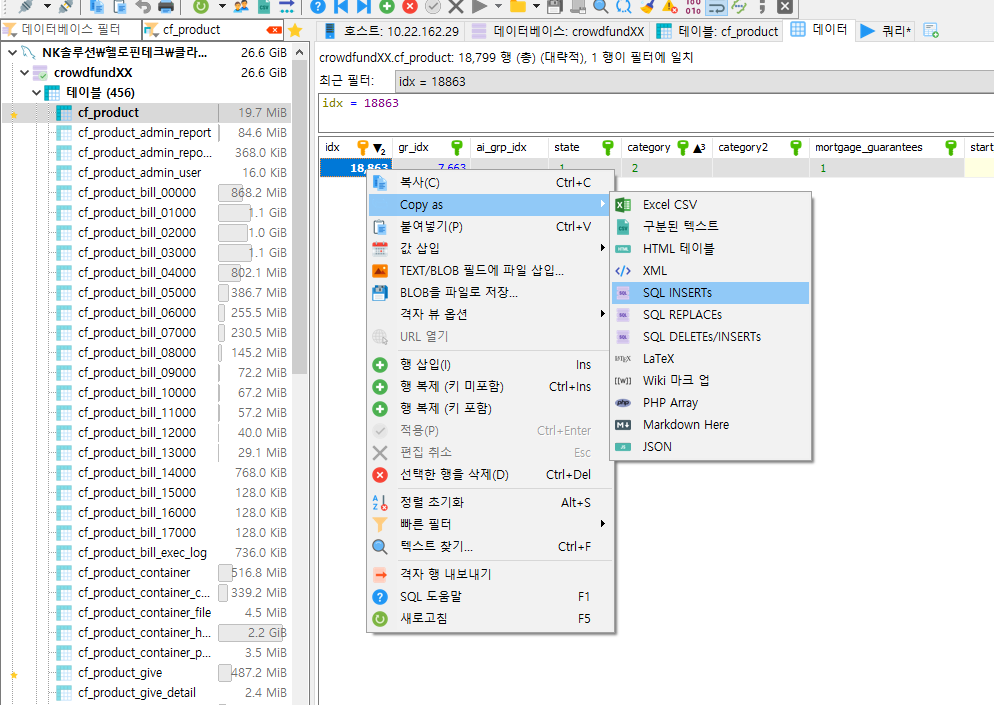 데이터베이스 필터
cf_product
호스트: 10.22.162.29
데이터베이스: crowdfundXX
테이블: cf_product
데이터
쿼리*
NK솔루션₩헬로핀테크₩클라... 26.6 GiB
crowdfundXX 26.6 GiB
테이블 (456)
cf_product 19.7 MiB
cf_product_admin_report 84.6 MiB
cf_product_admin_repo... 368.0 KiB
cf_product_admin_user 16.0 KiB
cf_product_bill_00000 868.2 MiB
cf_product_bill_01000 1.1 GiB
cf_product_bill_02000 1.0 GiB
cf_product_bill_03000 1.1 GiB
cf_product_bill_04000 802.1 MiB
cf_product_bill_05000 386.7 MiB
cf_product_bill_06000 255.5 MiB
cf_product_bill_07000 230.5 MiB
cf_product_bill_08000 145.2 MiB
cf_product_bill_09000 72.2 MiB
cf_product_bill_10000 67.2 MiB
cf_product_bill_11000 57.2 MiB
cf_product_bill_12000 40.0 MiB
cf_product_bill_13000 29.1 MiB
cf_product_bill_14000 768.0 KiB
cf_product_bill_15000 128.0 KiB
cf_product_bill_16000 128.0 KiB
cf_product_bill_17000 128.0 KiB
cf_product_bill_exec_log 736.0 KiB
cf_product_container 516.8 MiB
cf_product_container_c... 339.2 MiB
cf_product_container_file 4.5 MiB
cf_product_container_h... 2.2 GiB
cf_product_container_p... 3.5 MiB
cf_product_give 487.2 MiB
cf_product_give_detail 2.4 MiB
crowdfundXX.cf_product: 18,799 행 (총) (대략적), 1 행이 필터에 일치
최근 필터: idx = 18863
idx = 18863
idx 2 gr_idx ai_grp_idx state category 3 category2 mortgage_guarantees start
18,863 7,663 1 2 1
복사(C) Ctrl+C
Copy as
붙여넣기(P) Ctrl+V
값 삽입
TEXT/BLOB 필드에 파일 삽입...
BLOB을 파일로 저장...
격자 뷰 옵션
URL 열기
행 삽입(I) Ins
행 복제 (키 미포함) Ctrl+Ins
행 복제 (키 포함)
적용(P) Ctrl+Enter
편집 취소 Esc
선택한 행을 삭제(D) Ctrl+Del
정렬 초기화 Alt+S
빠른 필터
텍스트 찾기... Ctrl+F
격자 행 내보내기
SQL 도움말 F1
새로고침 F5
Excel CSV
구분된 텍스트
HTML 테이블
XML
SQL INSERTs
SQL REPLACEs
SQL DELETEs/INSERTs
LaTeX
Wiki 마크 업
PHP Array
Markdown Here
JSON